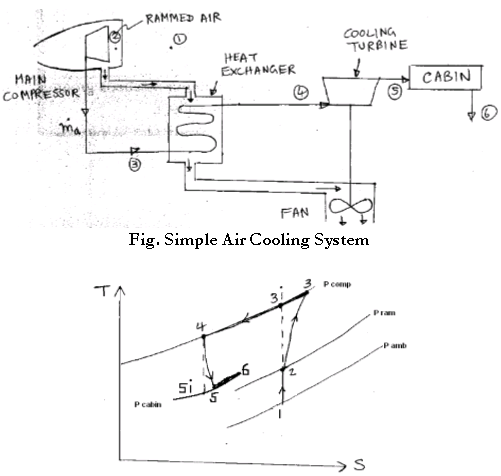 RAMMED AIR
②
①
COOLING
TURBINE
HEAT
EXCHANGER
MAIN
COMPRESSOR
④
⑤
CABIN
⑥
ṁa
③
FAN
Fig. Simple Air Cooling System
T
3
3
P comp
P ram
4
P amb
2
6
5i
5
P cabin
1
S